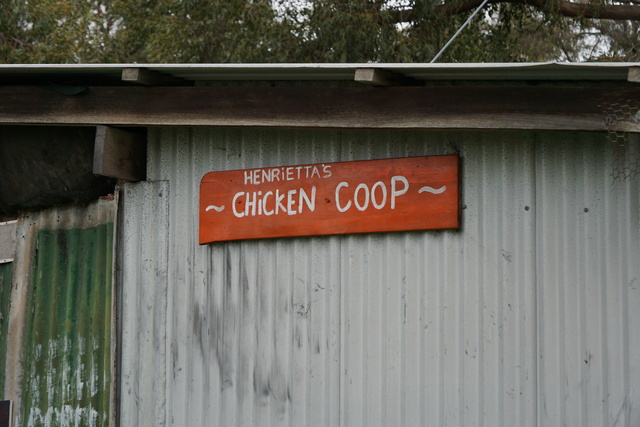 HENRiETTA'S
~ CHiCKEN COOP ~